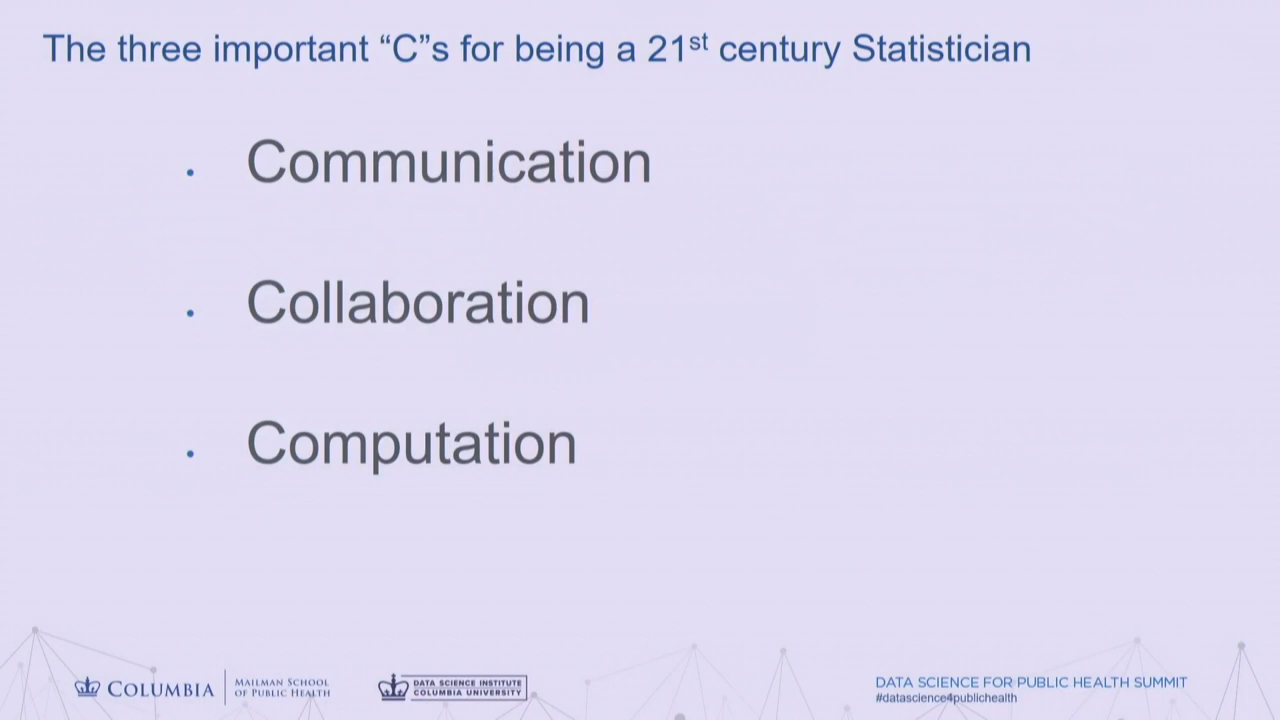 The three important “C”s for being a 21st century Statistician
• Communication
• Collaboration
• Computation
COLUMBIA
MAILMAN SCHOOL
OF PUBLIC HEALTH
DATA SCIENCE INSTITUTE
COLUMBIA UNIVERSITY
DATA SCIENCE FOR PUBLIC HEALTH SUMMIT
#datascience4publichealth